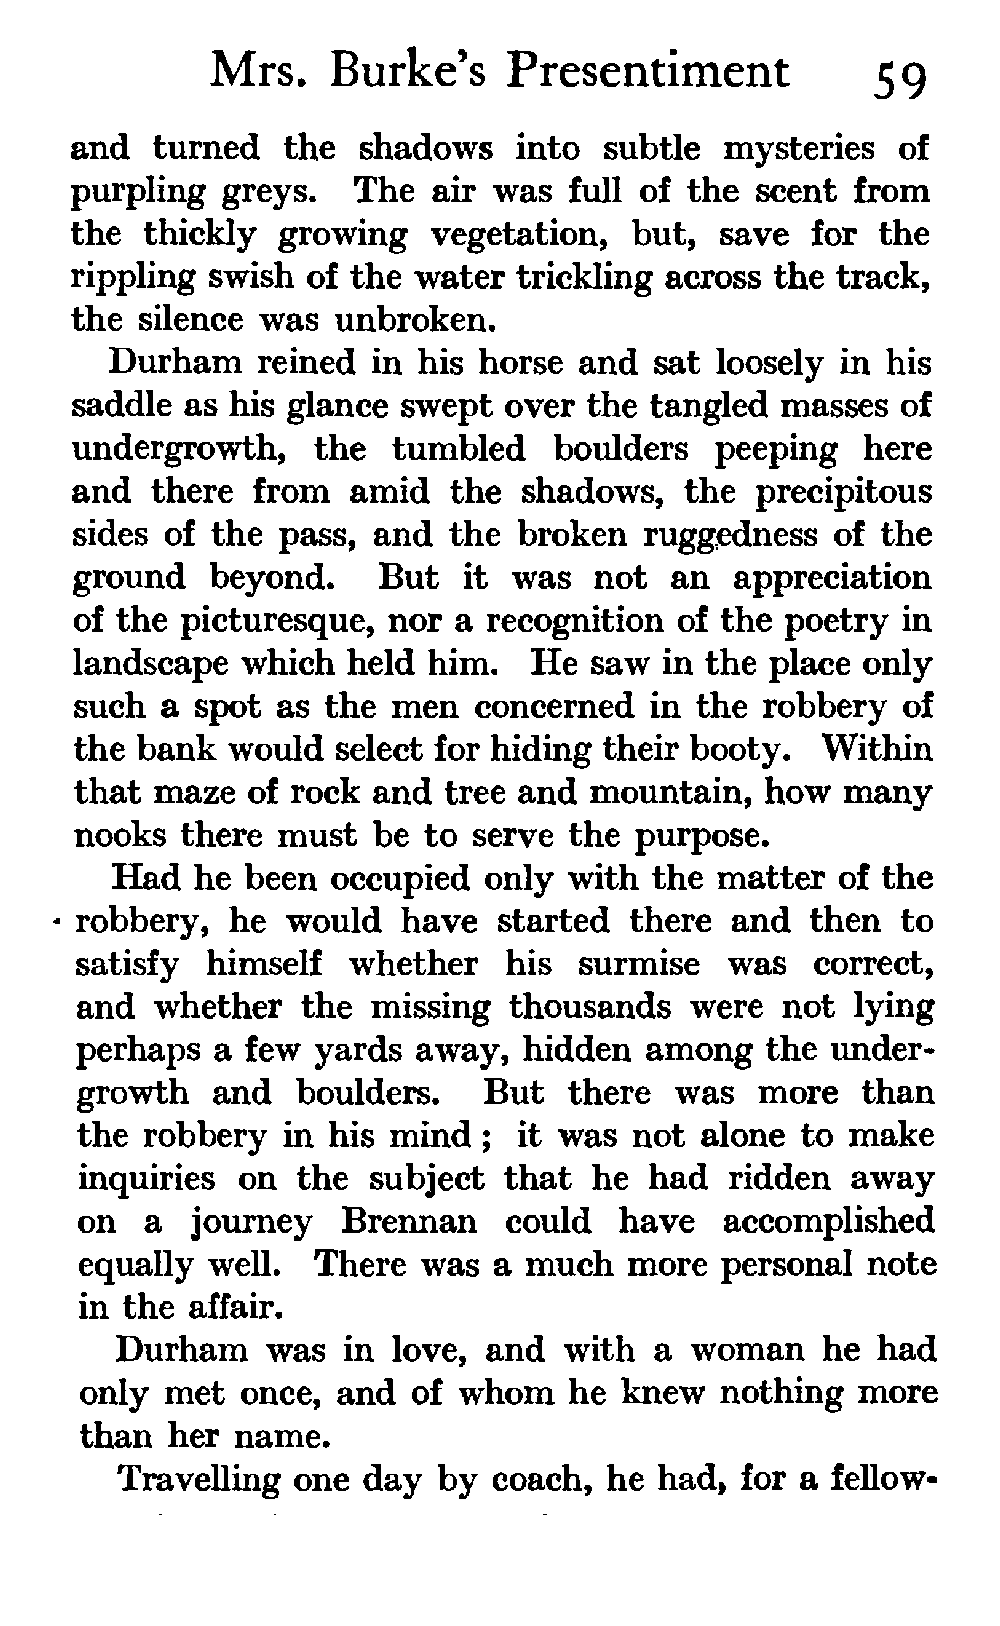 Mrs. Burke's Presentiment 59
and turned the shadows into subtle mysteries of
purpling greys. The air was full of the scent from
the thickly growing vegetation, but, save for the
rippling swish of the water trickling across the track,
the silence was unbroken.
Durham reined in his horse and sat loosely in his
saddle as his glance swept over the tangled masses of
undergrowth, the tumbled boulders peeping here
and there from amid the shadows, the precipitous
sides of the pass, and the broken ruggedness of the
ground beyond. But it was not an appreciation
of the picturesque, nor a recognition of the poetry in
landscape which held him. He saw in the place only
such a spot as the men concerned in the robbery of
the bank would select for hiding their booty. Within
that maze of rock and tree and mountain, how many
nooks there must be to serve the purpose.
Had he been occupied only with the matter of the
robbery, he would have started there and then to
satisfy himself whether his surmise was correct,
and whether the missing thousands were not lying
perhaps a few yards away, hidden among the under-
growth and boulders. But there was more than
the robbery in his mind ; it was not alone to make
inquiries on the subject that he had ridden away
on a journey Brennan could have accomplished
equally well. There was a much more personal note
in the affair.
Durham was in love, and with a woman he had
only met once, and of whom he knew nothing more
than her name.
Travelling one day by coach, he had, for a fellow-